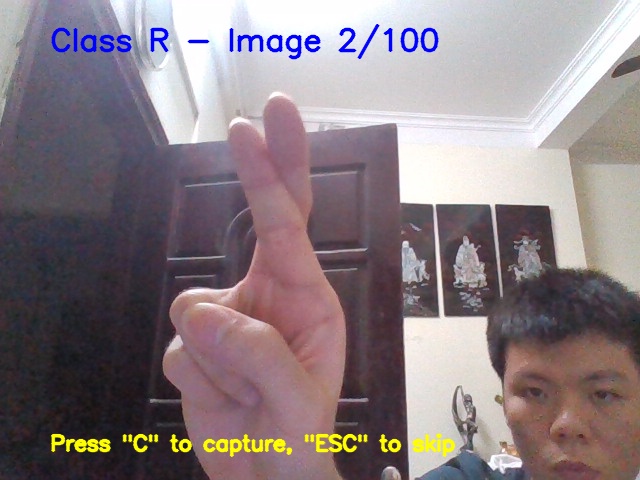 Class R - Image 2/100
Press "C" to capture, "ESC" to skip